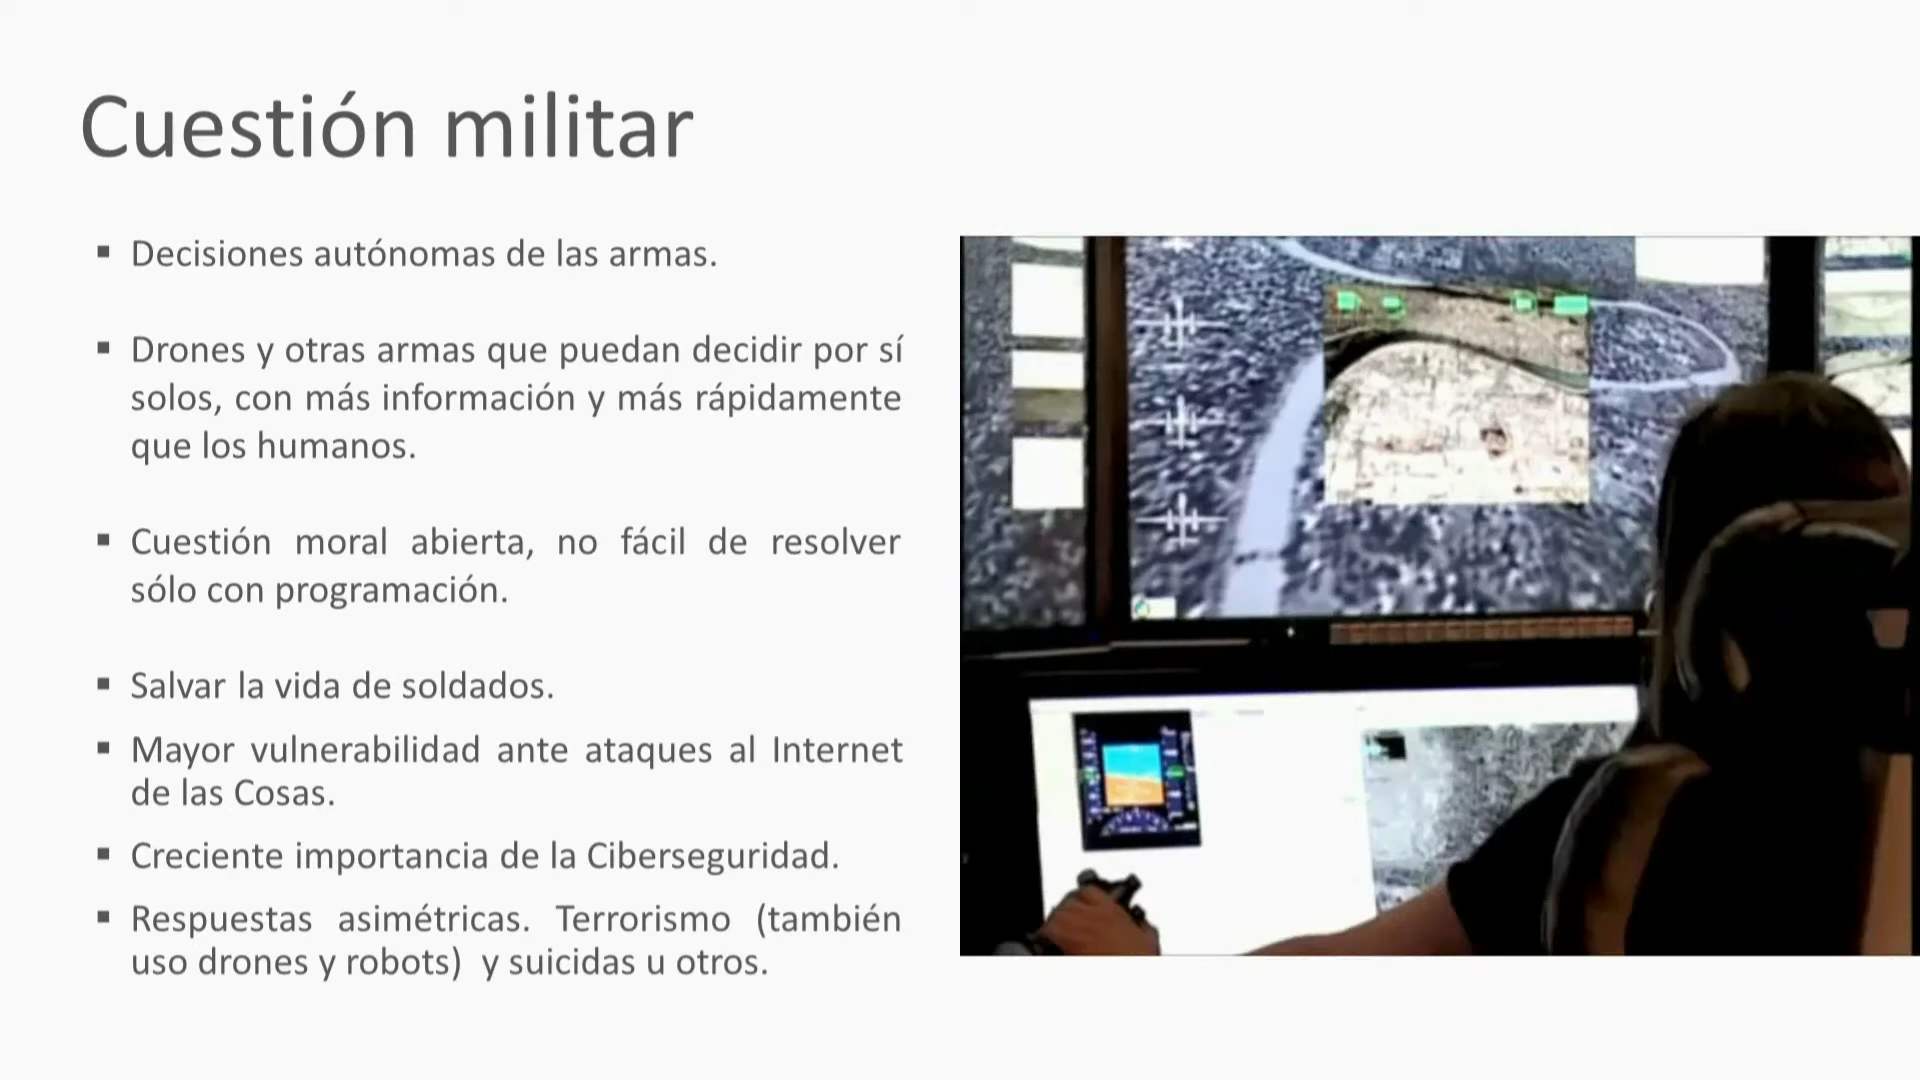 Cuestión militar
▪ Decisiones autónomas de las armas.
▪ Drones y otras armas que puedan decidir por sí
solos, con más información y más rápidamente
que los humanos.
▪ Cuestión moral abierta, no fácil de resolver
sólo con programación.
▪ Salvar la vida de soldados.
▪ Mayor vulnerabilidad ante ataques al Internet
de las Cosas.
▪ Creciente importancia de la Ciberseguridad.
▪ Respuestas asimétricas. Terrorismo (también
uso drones y robots)  y suicidas u otros.